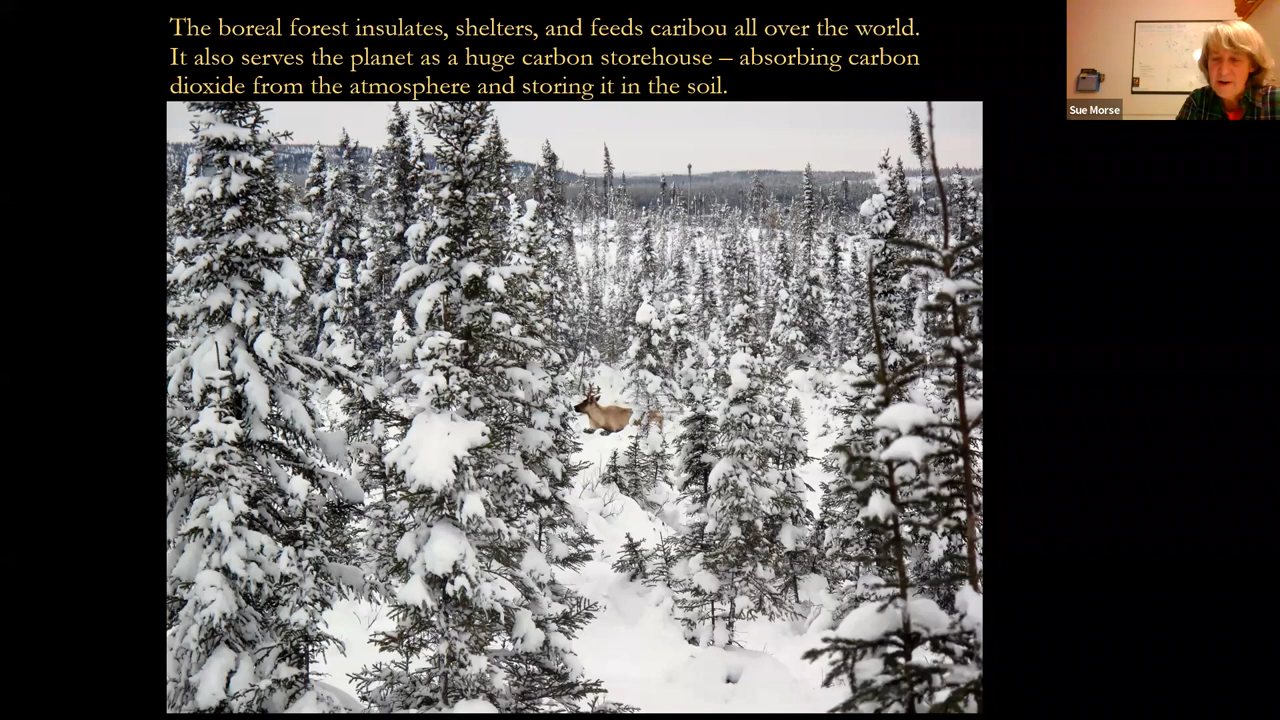 The boreal forest insulates, shelters, and feeds caribou all over the world.
It also serves the planet as a huge carbon storehouse – absorbing carbon
dioxide from the atmosphere and storing it in the soil.
Sue Morse